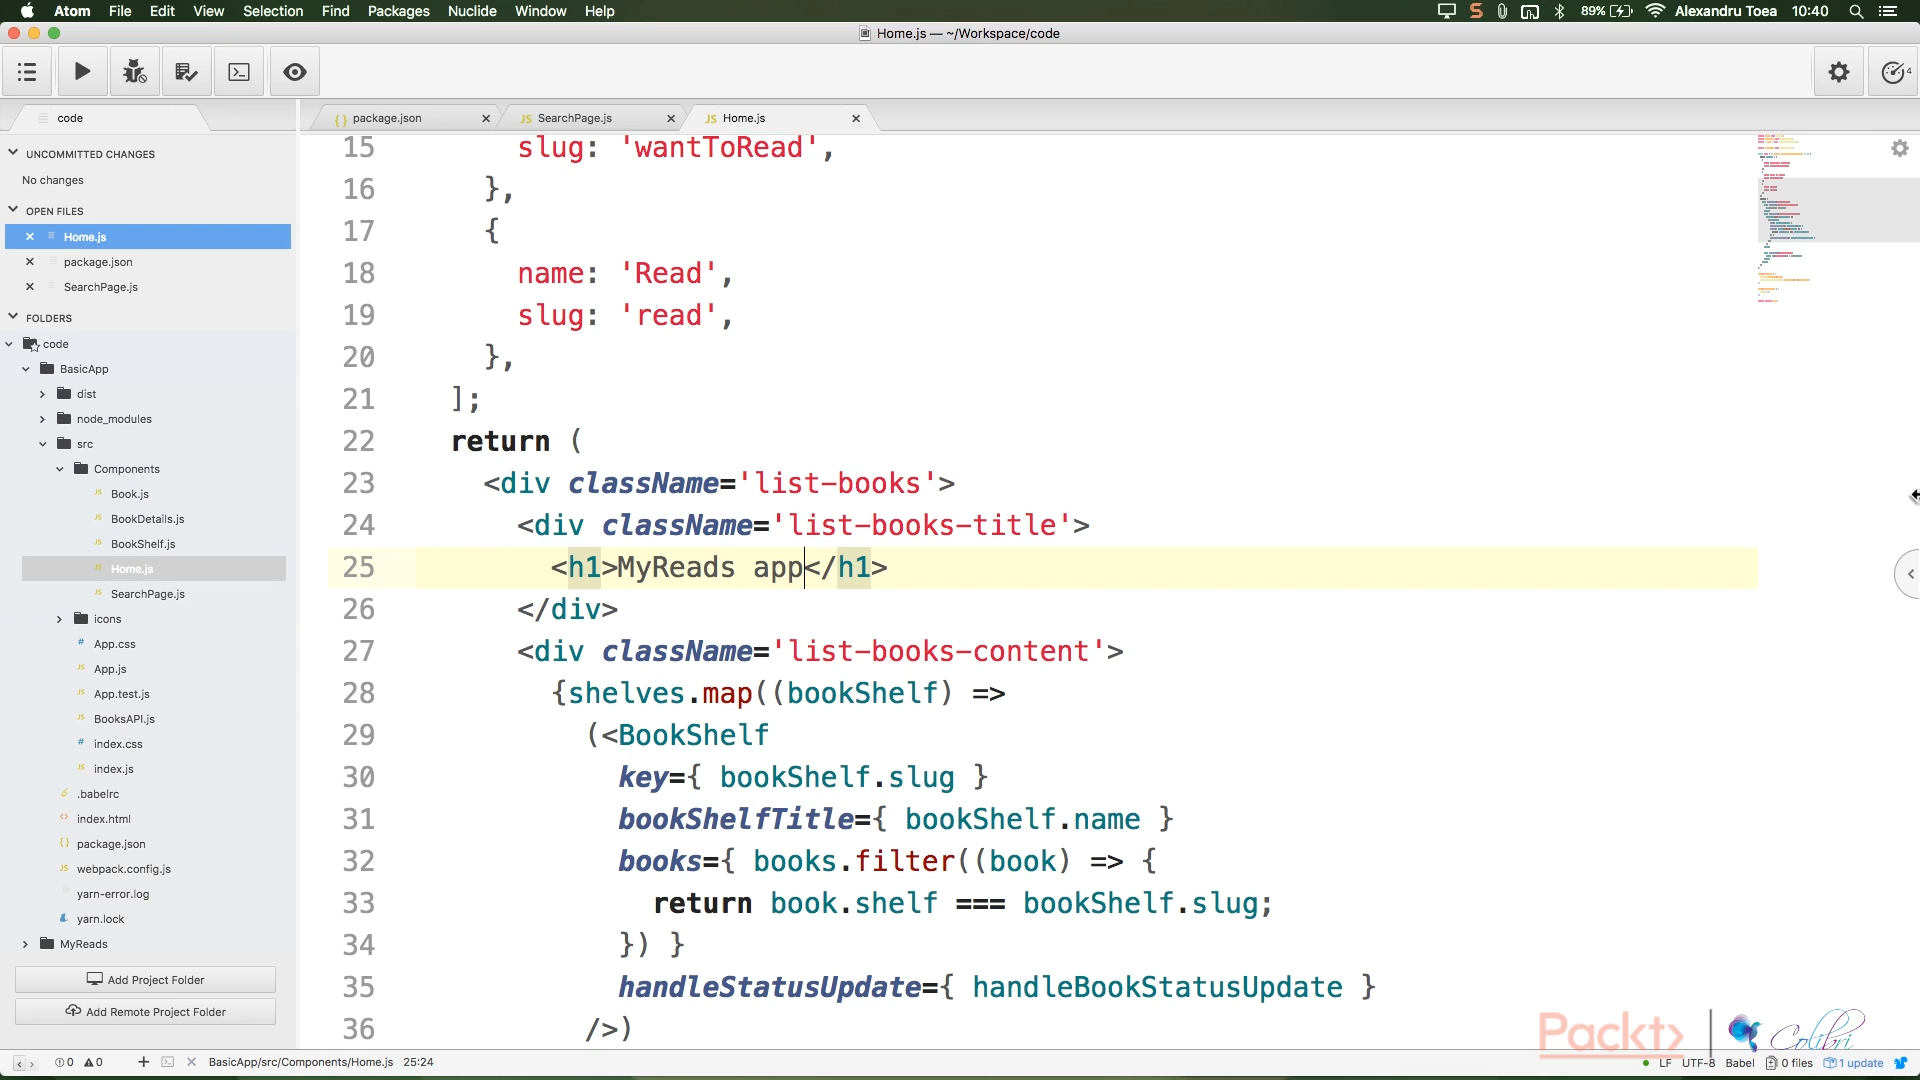 Atom File Edit View Selection Find Packages Nuclide Window Help
89% Alexandru Toea 10:40
Home.js — ~/Workspace/code
4
code
package.json
SearchPage.js
Home.js
UNCOMMITTED CHANGES
No changes
OPEN FILES
Home.js
package.json
SearchPage.js
FOLDERS
code
BasicApp
dist
node_modules
src
Components
Book.js
BookDetails.js
BookShelf.js
Home.js
SearchPage.js
icons
App.css
App.js
App.test.js
BooksAPI.js
index.css
index.js
.babelrc
index.html
package.json
webpack.config.js
yarn-error.log
yarn.lock
MyReads
Add Project Folder
Add Remote Project Folder
15 slug: 'wantToRead',
16 },
17 {
18 name: 'Read',
19 slug: 'read',
20 },
21 ];
22 return (
23 <div className='list-books'>
24 <div className='list-books-title'>
25 <h1>MyReads app</h1>
26 </div>
27 <div className='list-books-content'>
28 {shelves.map((bookShelf) =>
29 (<BookShelf
30 key={ bookShelf.slug }
31 bookShelfTitle={ bookShelf.name }
32 books={ books.filter((book) => {
33 return book.shelf === bookShelf.slug;
34 }) }
35 handleStatusUpdate={ handleBookStatusUpdate }
36 />)
Packt>
Colibri
0 0 + BasicApp/src/Components/Home.js 25:24
LF UTF-8 Babel 0 files 1 update